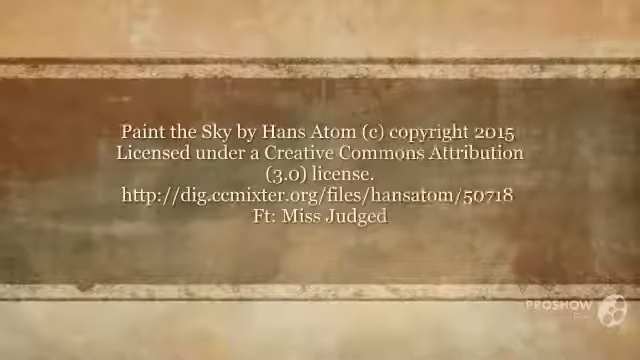 Paint the Sky by Hans Atom (c) copyright 2015
Licensed under a Creative Commons Attribution
(3.0) license.
http://dig.ccmixter.org/files/hansatom/50718
Ft: Miss Judged
PROSHOW